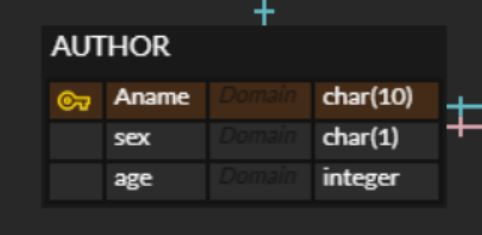 AUTHOR
Aname Domain char(10)
sex Domain char(1)
age Domain integer